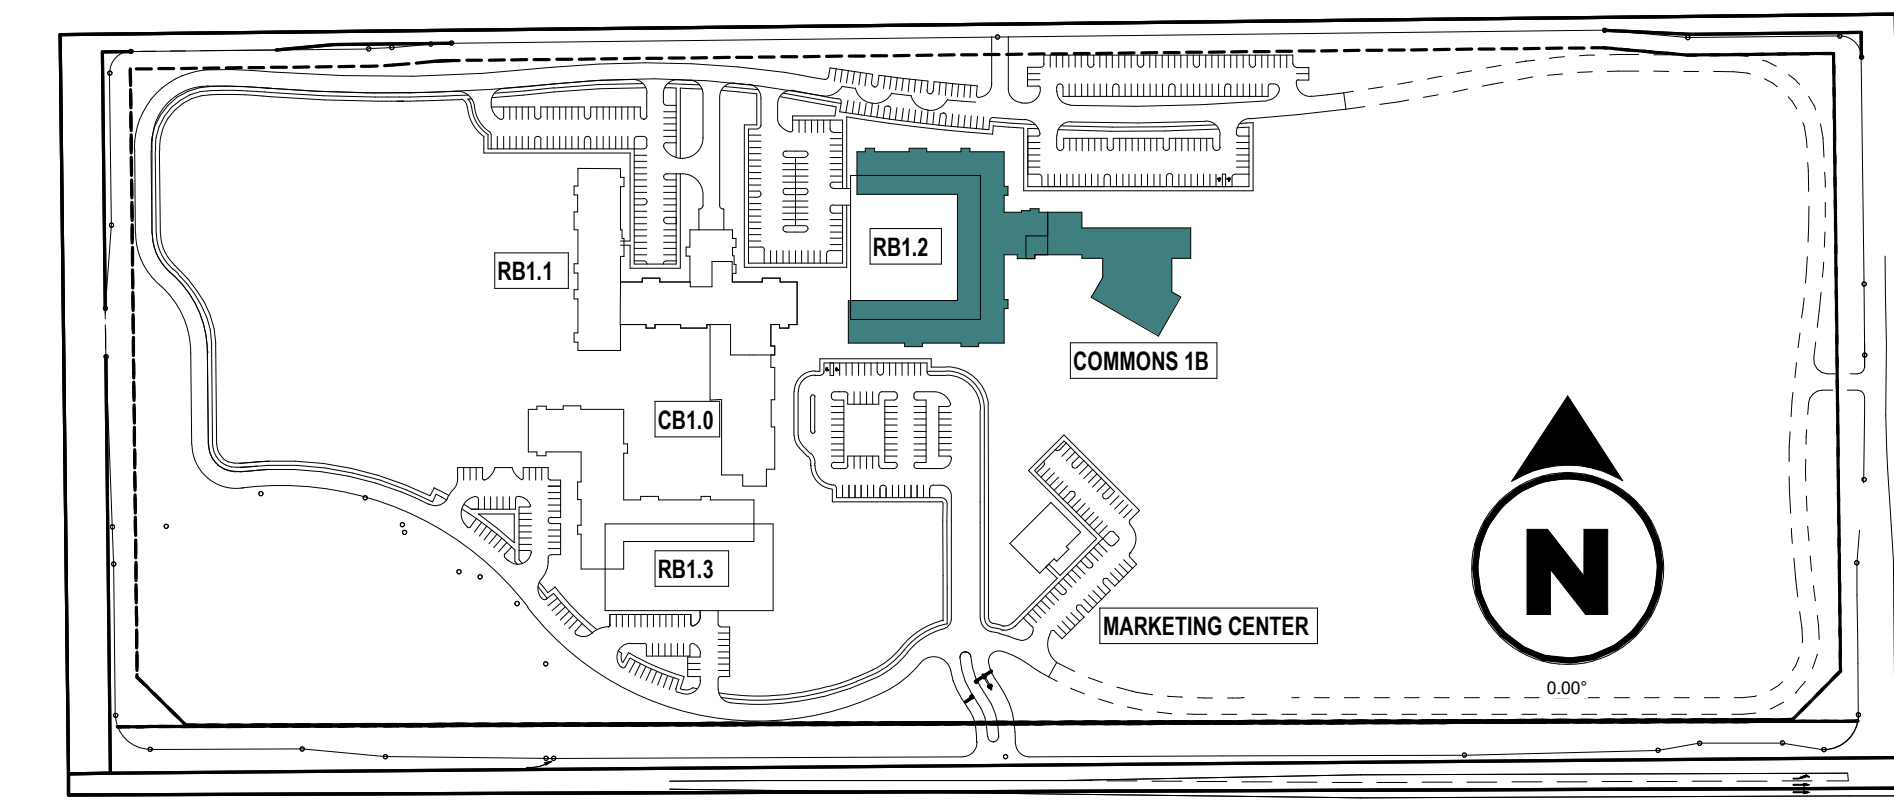 RB1.2
RB1.1
COMMONS 1B
CB1.0
N
RB1.3
MARKETING CENTER
0.00°